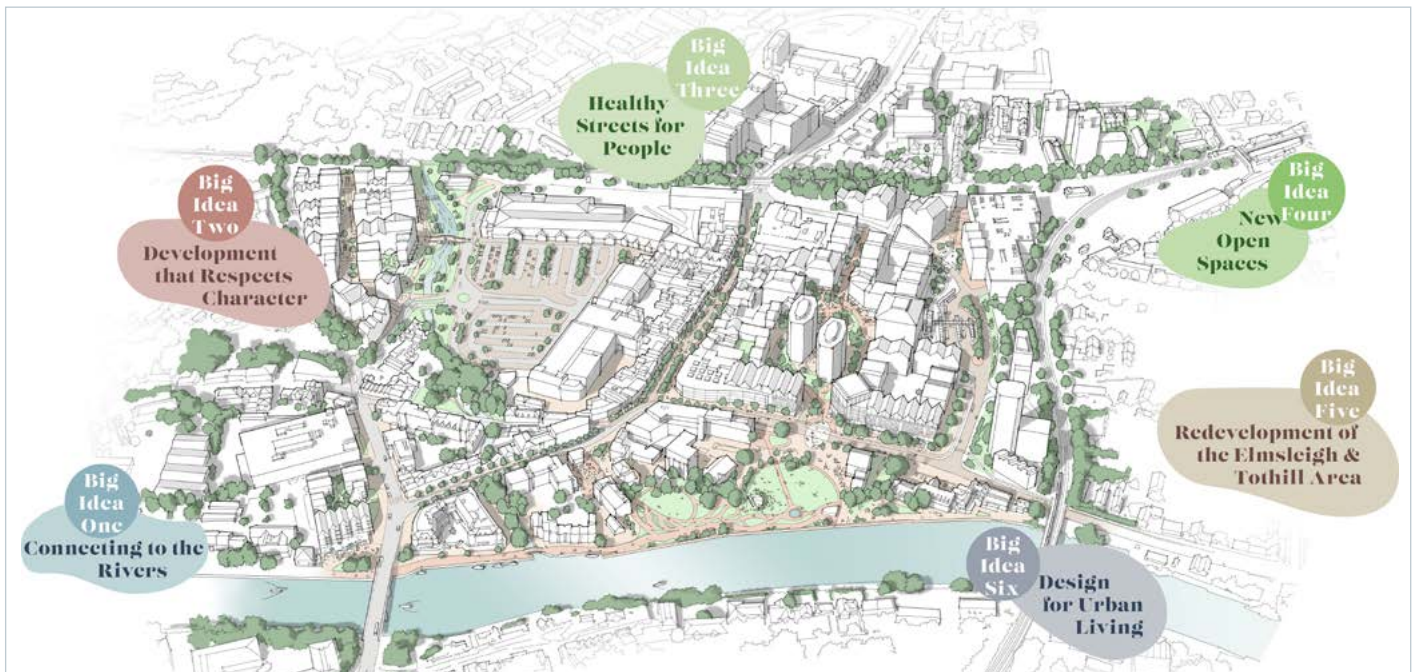 Big
Idea
One
Connecting to the
Rivers
Big
Idea
Two
Development
that Respects
Character
Big
Idea
Three
Healthy
Streets for
People
Big
Idea
Four
New
Open
Spaces
Big
Idea
Five
Redevelopment of
the Elmsleigh &
Tothill Area
Big
Idea
Six
Design
for Urban
Living